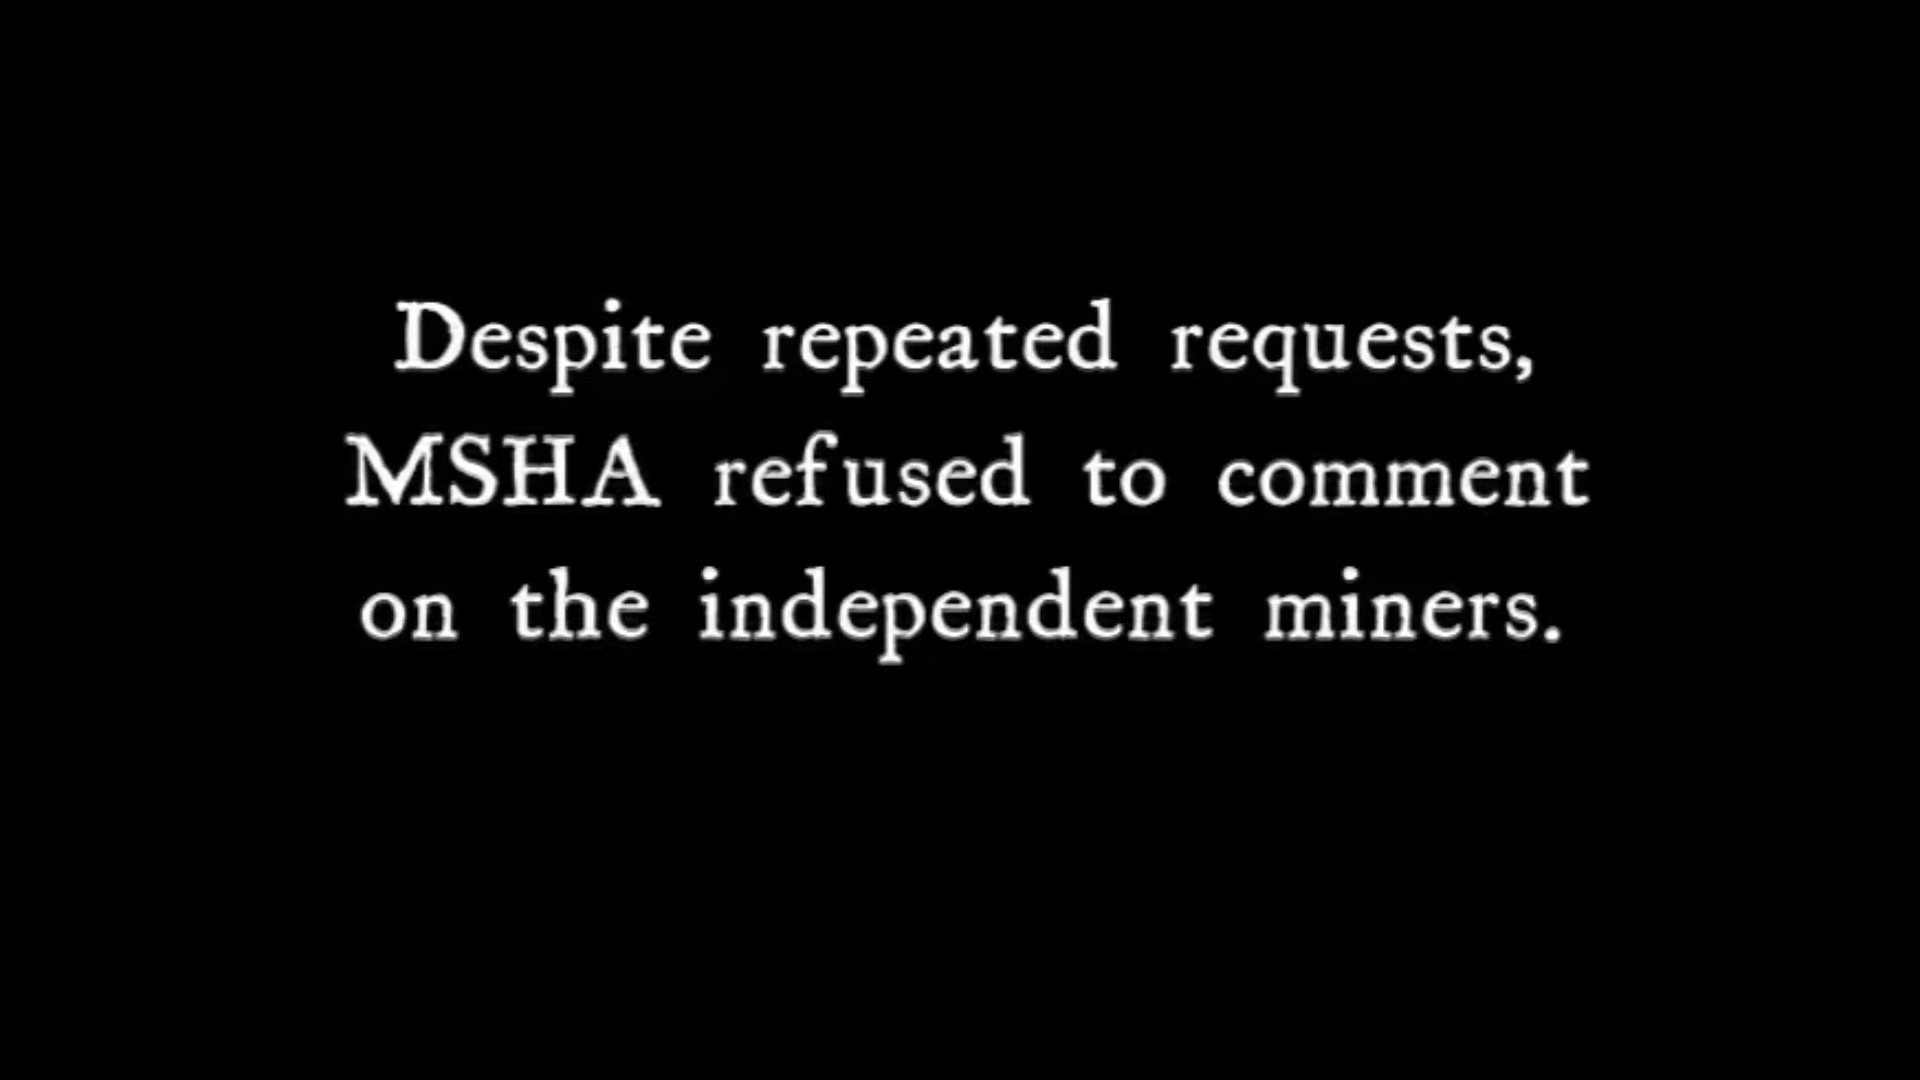 Despite repeated requests,
MSHA refused to comment
on the independent miners.